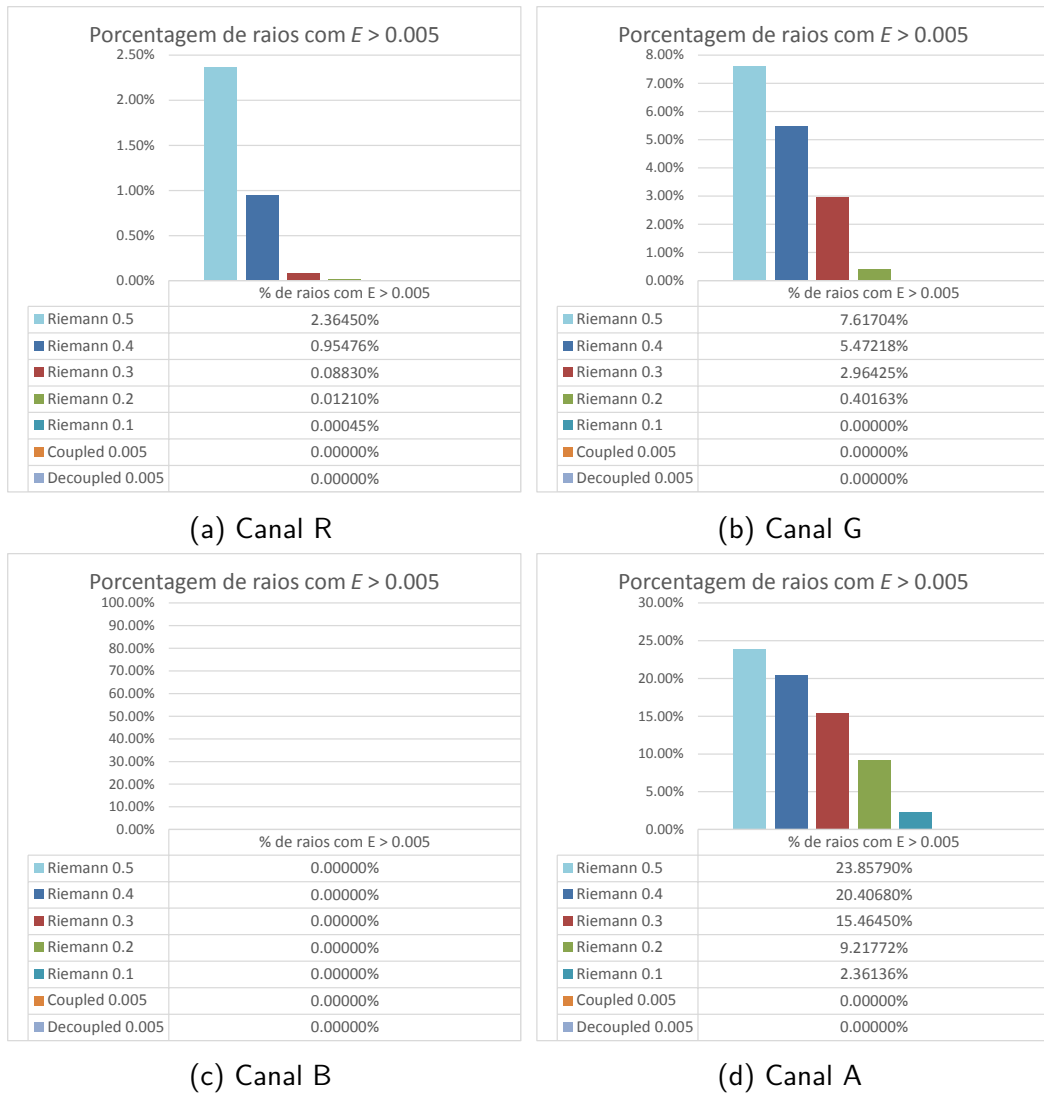 Porcentagem de raios com E > 0.005
2.50%
2.00%
1.50%
1.00%
0.50%
0.00%
% de raios com E > 0.005
Riemann 0.5 2.36450%
Riemann 0.4 0.95476%
Riemann 0.3 0.08830%
Riemann 0.2 0.01210%
Riemann 0.1 0.00045%
Coupled 0.005 0.00000%
Decoupled 0.005 0.00000%
(a) Canal R
Porcentagem de raios com E > 0.005
8.00%
7.00%
6.00%
5.00%
4.00%
3.00%
2.00%
1.00%
0.00%
% de raios com E > 0.005
Riemann 0.5 7.61704%
Riemann 0.4 5.47218%
Riemann 0.3 2.96425%
Riemann 0.2 0.40163%
Riemann 0.1 0.00000%
Coupled 0.005 0.00000%
Decoupled 0.005 0.00000%
(b) Canal G
Porcentagem de raios com E > 0.005
100.00%
90.00%
80.00%
70.00%
60.00%
50.00%
40.00%
30.00%
20.00%
10.00%
0.00%
% de raios com E > 0.005
Riemann 0.5 0.00000%
Riemann 0.4 0.00000%
Riemann 0.3 0.00000%
Riemann 0.2 0.00000%
Riemann 0.1 0.00000%
Coupled 0.005 0.00000%
Decoupled 0.005 0.00000%
(c) Canal B
Porcentagem de raios com E > 0.005
30.00%
25.00%
20.00%
15.00%
10.00%
5.00%
0.00%
% de raios com E > 0.005
Riemann 0.5 23.85790%
Riemann 0.4 20.40680%
Riemann 0.3 15.46450%
Riemann 0.2 9.21772%
Riemann 0.1 2.36136%
Coupled 0.005 0.00000%
Decoupled 0.005 0.00000%
(d) Canal A